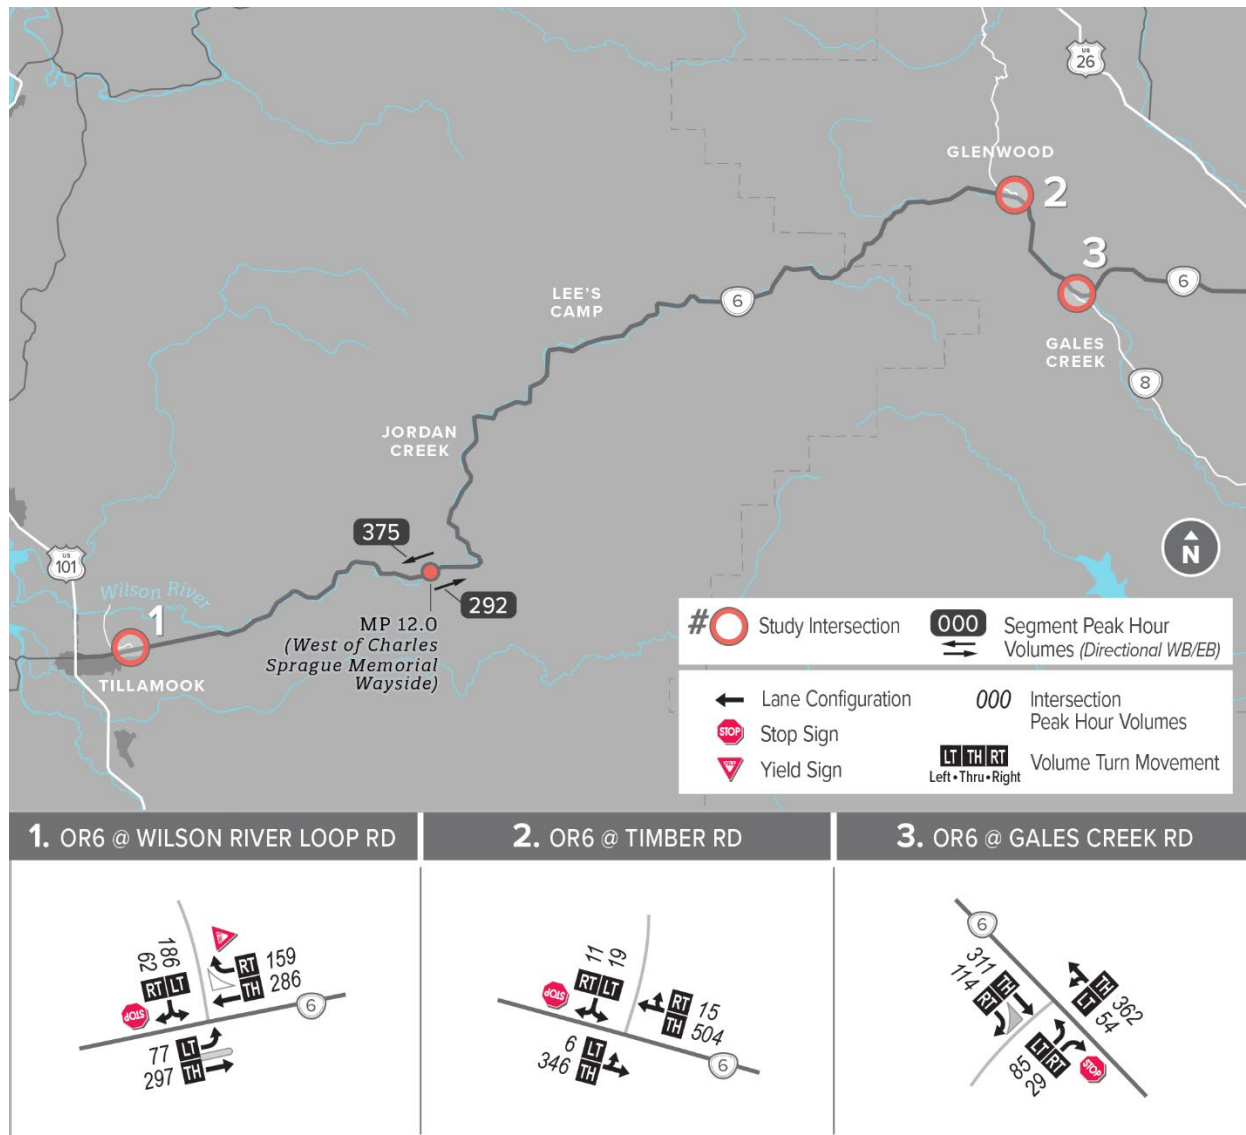 US
26
GLENWOOD
2
3
LEE'S
CAMP
6
6
GALES
CREEK
8
JORDAN
CREEK
375
US
101
Wilson River
292
N
1
MP 12.0
(West of Charles
Sprague Memorial
Wayside)
TILLAMOOK
# Study Intersection
000 Segment Peak Hour
Volumes (Directional WB/EB)
Lane Configuration
STOP Stop Sign
YIELD Yield Sign
000 Intersection
Peak Hour Volumes
LT TH RT Volume Turn Movement
Left • Thru • Right
1. OR6 @ WILSON RIVER LOOP RD
2. OR6 @ TIMBER RD
3. OR6 @ GALES CREEK RD
62 186
RT LT
STOP
YIELD
RT 159
TH 286
6
77 LT
297 TH
11 19
RT LT
STOP
RT 15
TH 504
6 LT
346 TH
6
6
311 TH
114 RT
TH 362
LT 54
LT RT
85 29
STOP